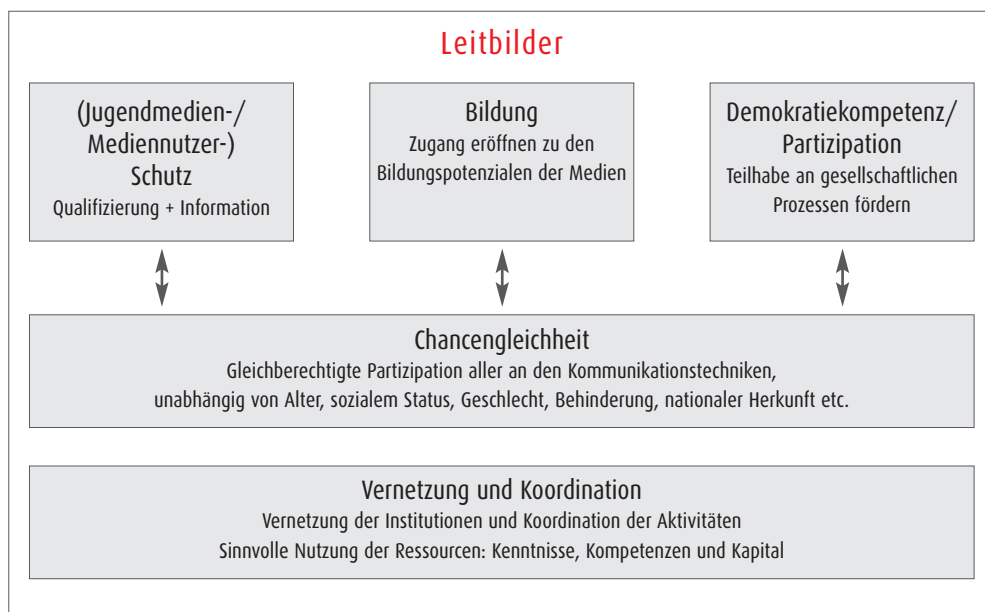 Leitbilder
(Jugendmedien-/
Mediennutzer-)
Schutz
Qualifizierung + Information
Bildung
Zugang eröffnen zu den
Bildungspotenzialen der Medien
Demokratiekompetenz/
Partizipation
Teilhabe an gesellschaftlichen
Prozessen fördern
Chancengleichheit
Gleichberechtigte Partizipation aller an den Kommunikationstechniken,
unabhängig von Alter, sozialem Status, Geschlecht, Behinderung, nationaler Herkunft etc.
Vernetzung und Koordination
Vernetzung der Institutionen und Koordination der Aktivitäten
Sinnvolle Nutzung der Ressourcen: Kenntnisse, Kompetenzen und Kapital